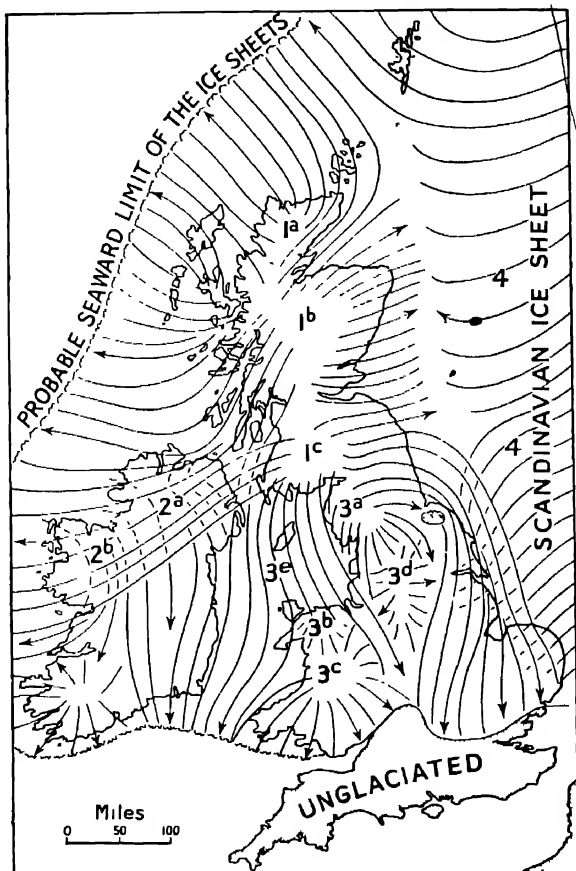 PROBABLE SEAWARD LIMIT OF THE ICE SHEETS
1a
1b
4
SCANDINAVIAN ICE SHEET
1c
4
2a
3a
2b
3e
3d
3b
3c
UNGLACIATED
Miles
0 50 100